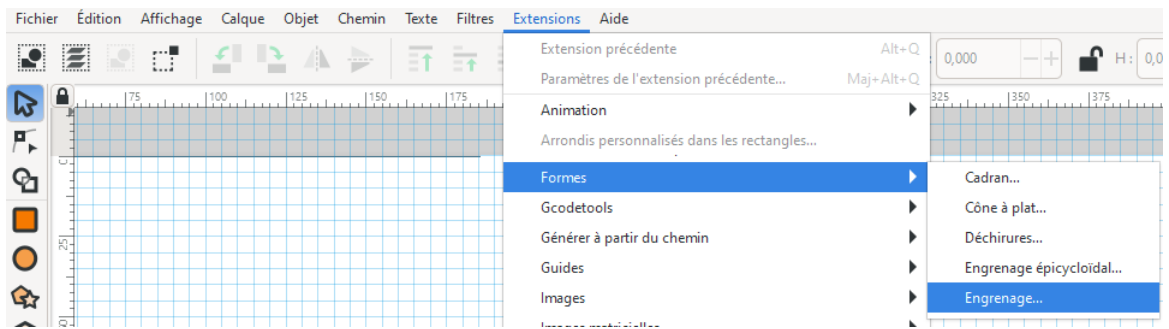 Fichier Édition Affichage Calque Objet Chemin Texte Filtres Extensions Aide
Extension précédente Alt+Q
0,000 H: 0,0
Paramètres de l'extension précédente... Maj+Alt+Q
75 100 125 150 175 325 350 375
Animation
Arrondis personnalisés dans les rectangles...
0
Formes
Cadran...
Gcodetools
Cône à plat...
25
Générer à partir du chemin
Déchirures...
Guides
Engrenage épicycloïdal...
Images
Engrenage...